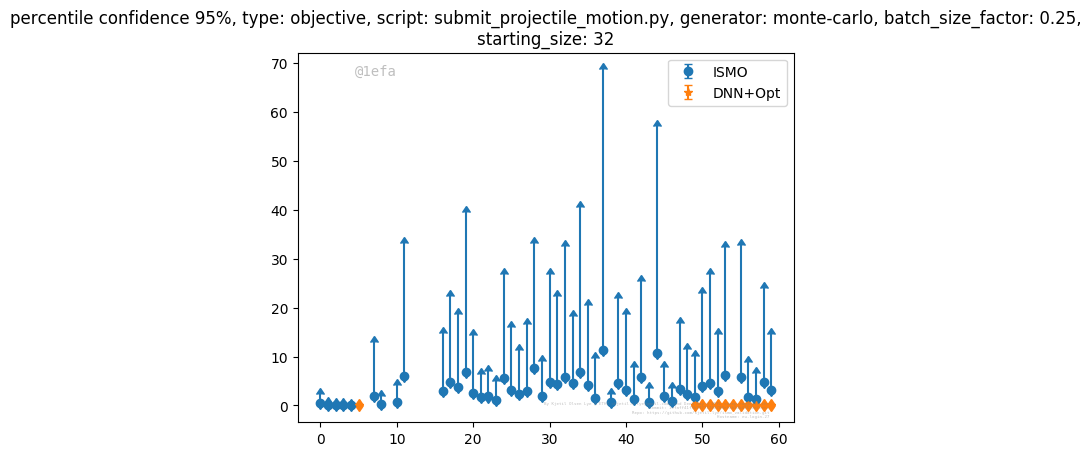 percentile confidence 95%, type: objective, script: submit_projectile_motion.py, generator: monte-carlo, batch_size_factor: 0.25,
starting_size: 32
@1efa
ISMO
DNN+Opt
70
60
50
40
30
20
10
0
0 10 20 30 40 50 60